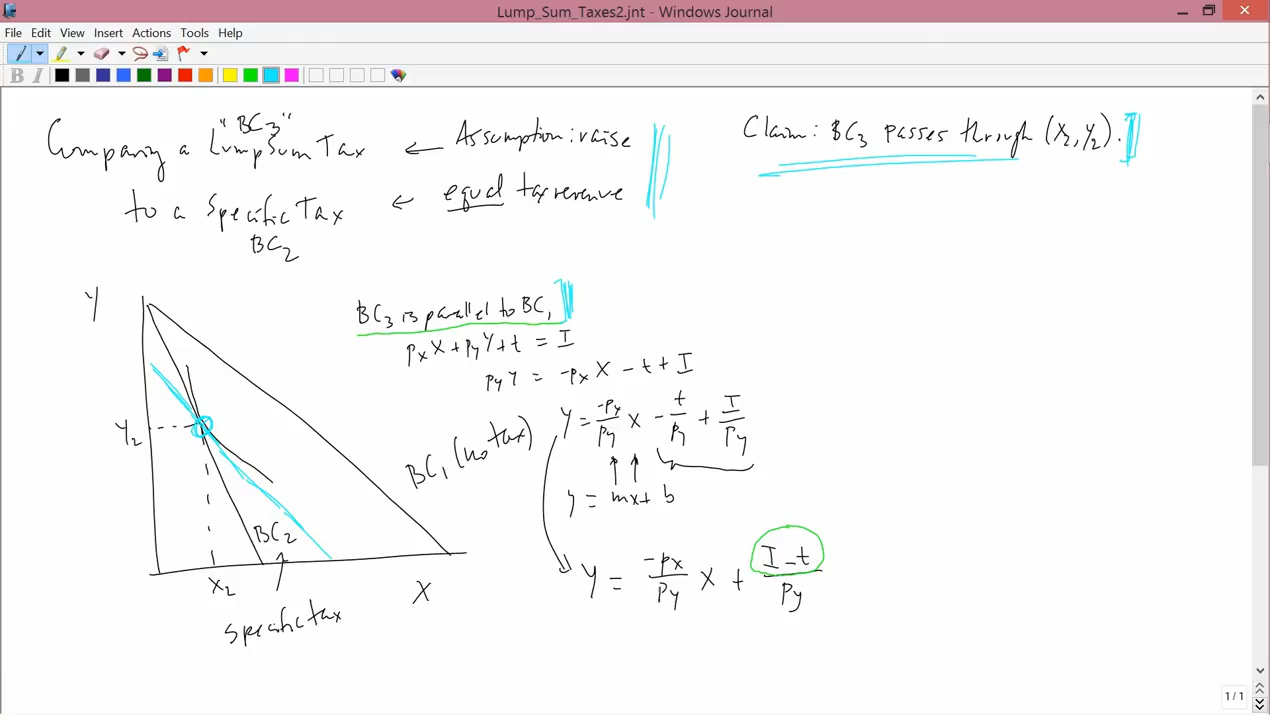 Lump_Sum_Taxes2.jnt - Windows Journal
File Edit View Insert Actions Tools Help
B I
"BC3"
Comparing a LumpSum Tax ← Assumption: raise
to a Specific Tax ← equal tax revenue
BC2
Claim: BC3 passes through (X2, Y2).
Y
BC3 is parallel to BC1
PxX + PyY + t = I
PyY = -PxX - t + I
Y = -Px/Py X - t/Py + I/Py
BC1 (no tax)
y = mx + b
Y2
BC2
Y = -Px/Py X + I-t/Py
X2
X
Specific tax
1 / 1